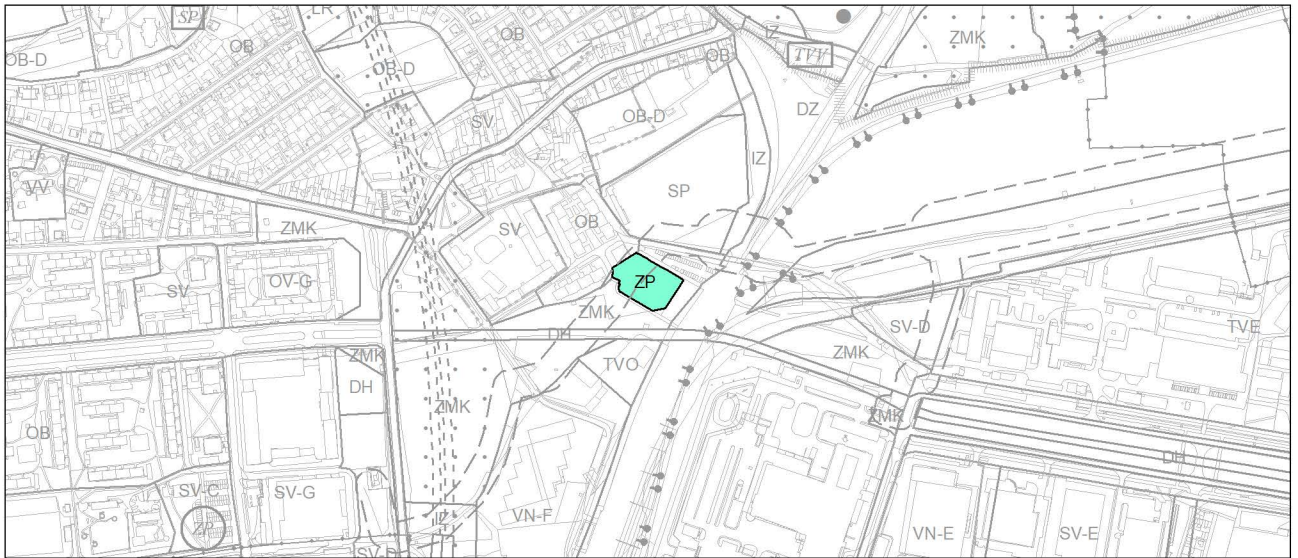 SP
LR
OB
OB
IZ
ZMK
OB-D
OB-D
OB
TVV
DZ
SV
OB-D
IZ
VV
SP
ZMK
SV
OB
SV
OV-G
ZP
ZMK
DH
SV-D
TVE
ZMK
TVO
ZMK
DH
ZMK
ZMK
OB
DH
SV-C
SV-G
ZP
IZ
VN-F
VN-E
SV-E
SV-D